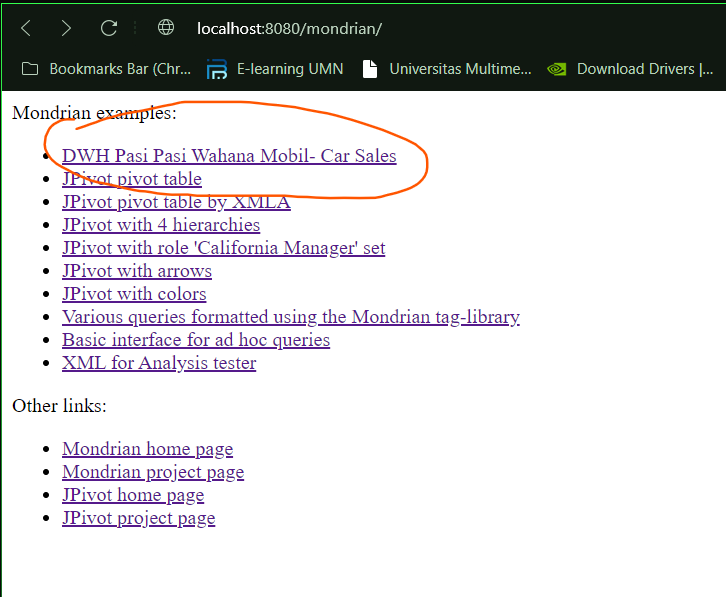 localhost:8080/mondrian/
Bookmarks Bar (Chr... E-learning UMN Universitas Multime... Download Drivers |...
Mondrian examples:
DWH Pasi Pasi Wahana Mobil- Car Sales
JPivot pivot table
JPivot pivot table by XMLA
JPivot with 4 hierarchies
JPivot with role 'California Manager' set
JPivot with arrows
JPivot with colors
Various queries formatted using the Mondrian tag-library
Basic interface for ad hoc queries
XML for Analysis tester
Other links:
Mondrian home page
Mondrian project page
JPivot home page
JPivot project page